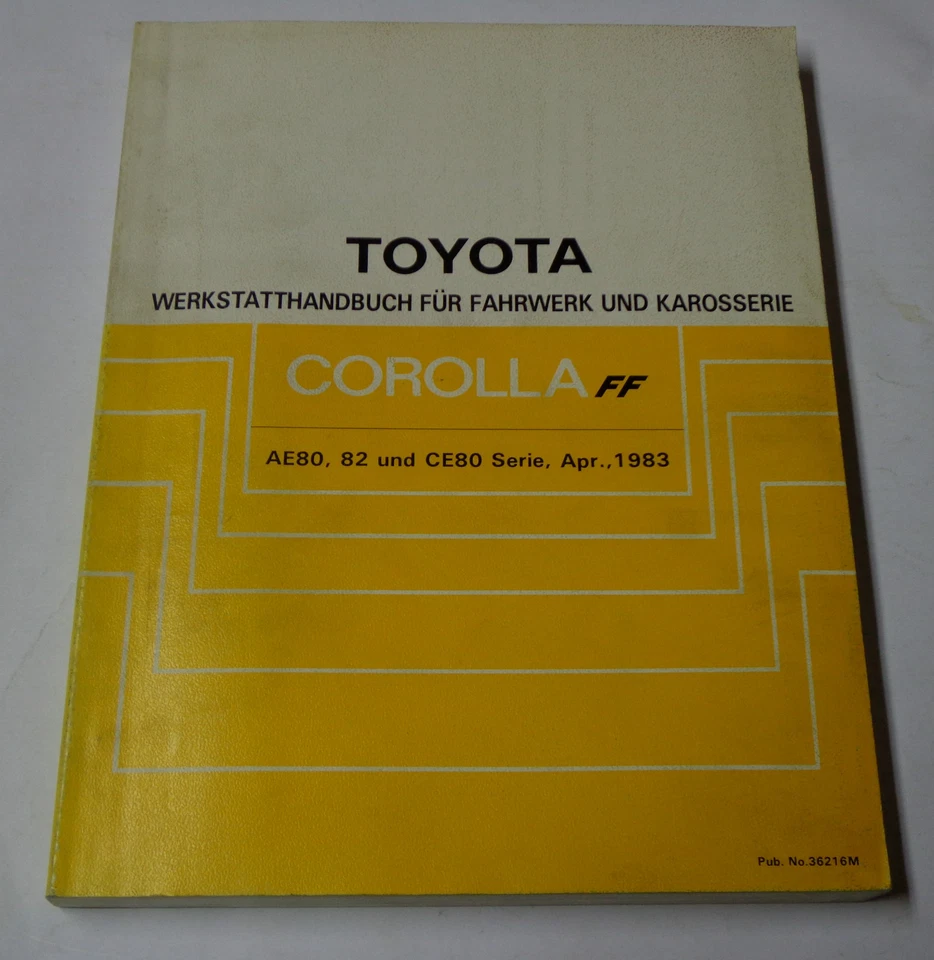 TOYOTA
WERKSTATTHANDBUCH FÜR FAHRWERK UND KAROSSERIE
COROLLA FF
AE80, 82 und CE80 Serie, Apr.,1983
Pub. No.36216M